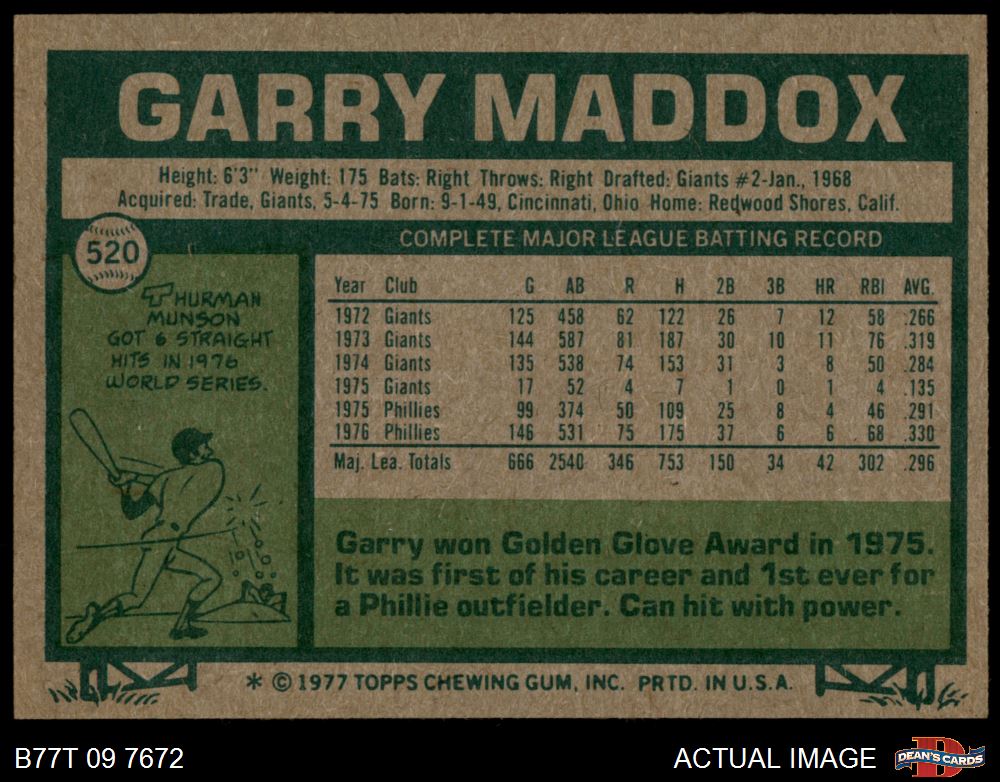 GARRY MADDOX
Height: 6'3" Weight: 175 Bats: Right Throws: Right Drafted: Giants #2-Jan., 1968
Acquired: Trade, Giants, 5-4-75 Born: 9-1-49, Cincinnati, Ohio Home: Redwood Shores, Calif.
520
COMPLETE MAJOR LEAGUE BATTING RECORD
THURMAN
MUNSON
GOT 6 STRAIGHT
HITS IN 1976
WORLD SERIES.
Year Club G AB R H 2B 3B HR RBI AVG.
1972 Giants 125 458 62 122 26 7 12 58 .266
1973 Giants 144 587 81 187 30 10 11 76 .319
1974 Giants 135 538 74 153 31 3 8 50 .284
1975 Giants 17 52 4 7 1 0 1 4 .135
1975 Phillies 99 374 50 109 25 8 4 46 .291
1976 Phillies 146 531 75 175 37 6 6 68 .330
Maj. Lea. Totals 666 2540 346 753 150 34 42 302 .296
Garry won Golden Glove Award in 1975.
It was first of his career and 1st ever for
a Phillie outfielder. Can hit with power.
* © 1977 TOPPS CHEWING GUM, INC. PRTD. IN U.S.A.
B77T 09 7672
ACTUAL IMAGE
D
DEAN'S CARDS